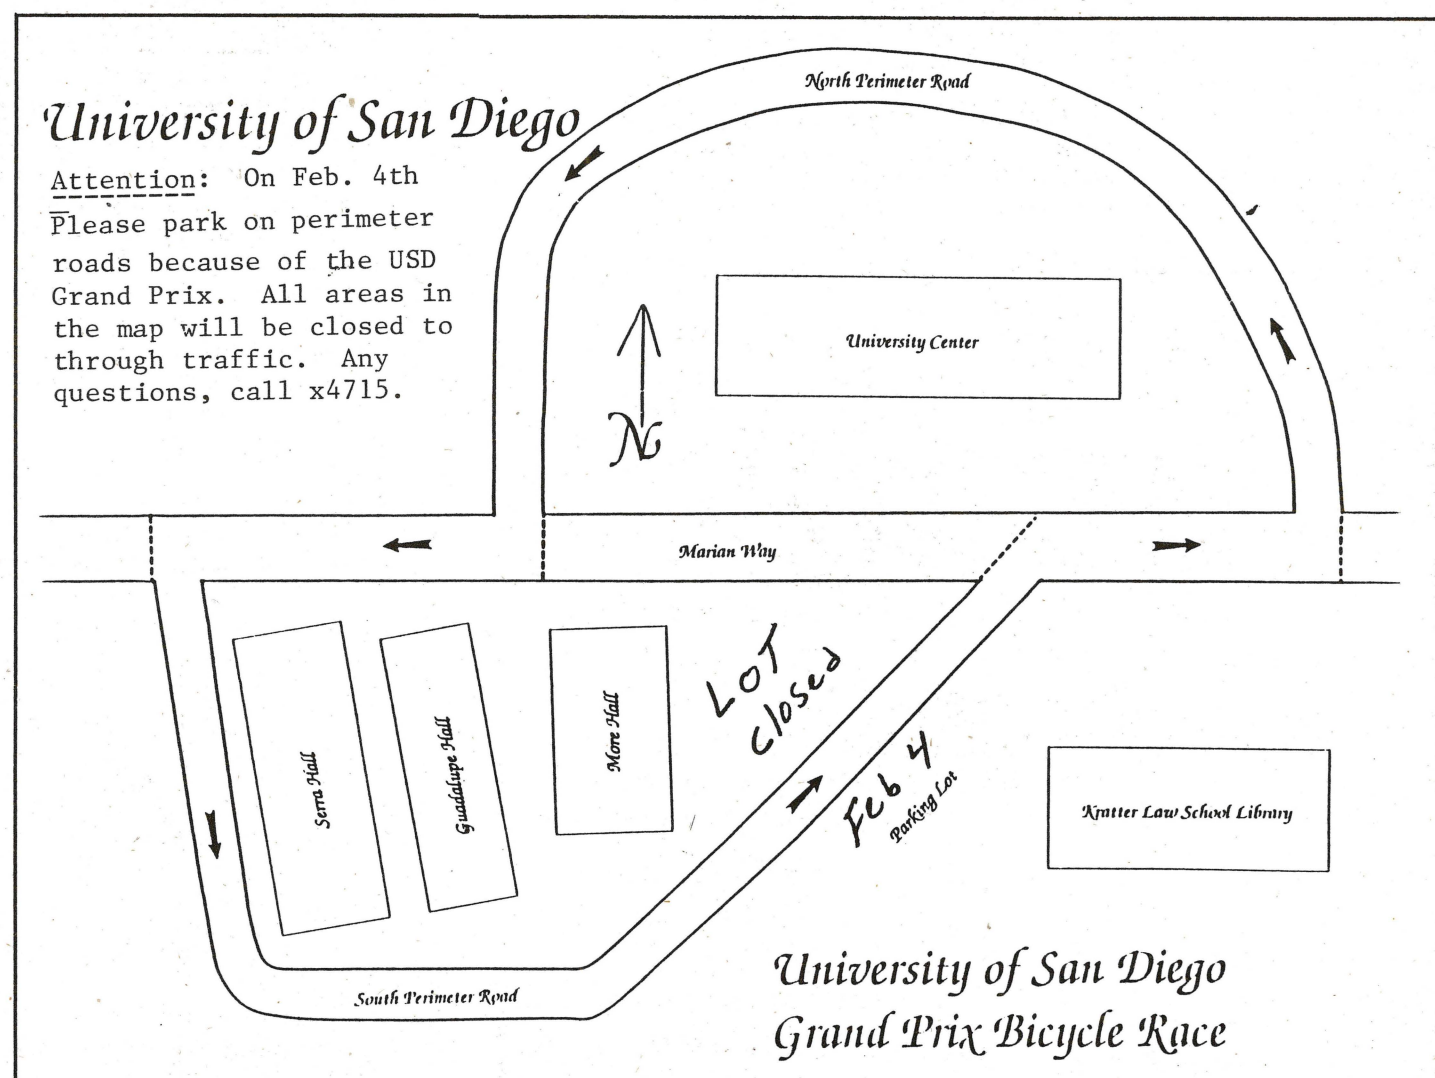 University of San Diego
Attention: On Feb. 4th
Please park on perimeter
roads because of the USD
Grand Prix. All areas in
the map will be closed to
through traffic. Any
questions, call x4715.
North Perimeter Road
University Center
N
Marian Way
Serra Hall
Guadalupe Hall
More Hall
LOT
closed
Feb 4
Parking Lot
Kratter Law School Library
South Perimeter Road
University of San Diego
Grand Prix Bicycle Race